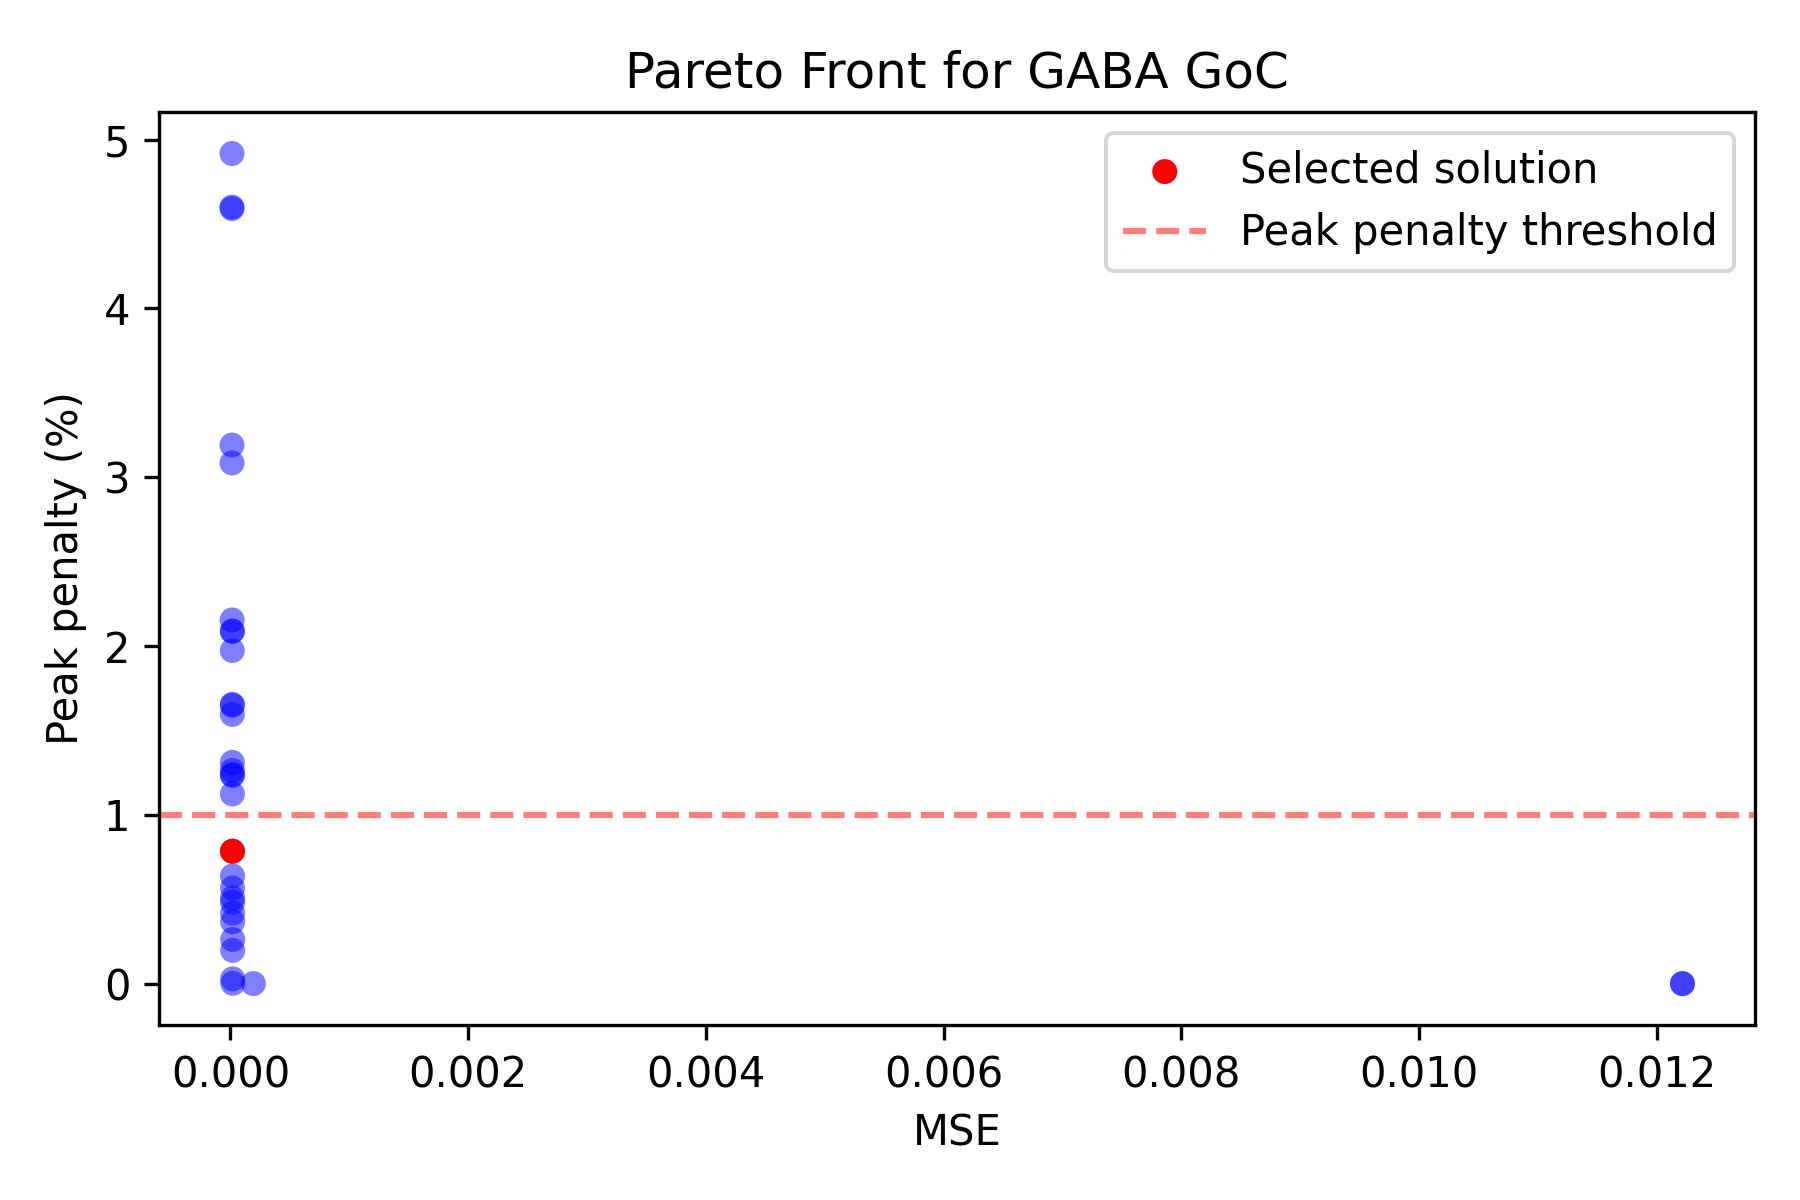 Pareto Front for GABA GoC
Selected solution
Peak penalty threshold
Peak penalty (%)
5
4
3
2
1
0
0.000 0.002 0.004 0.006 0.008 0.010 0.012
MSE